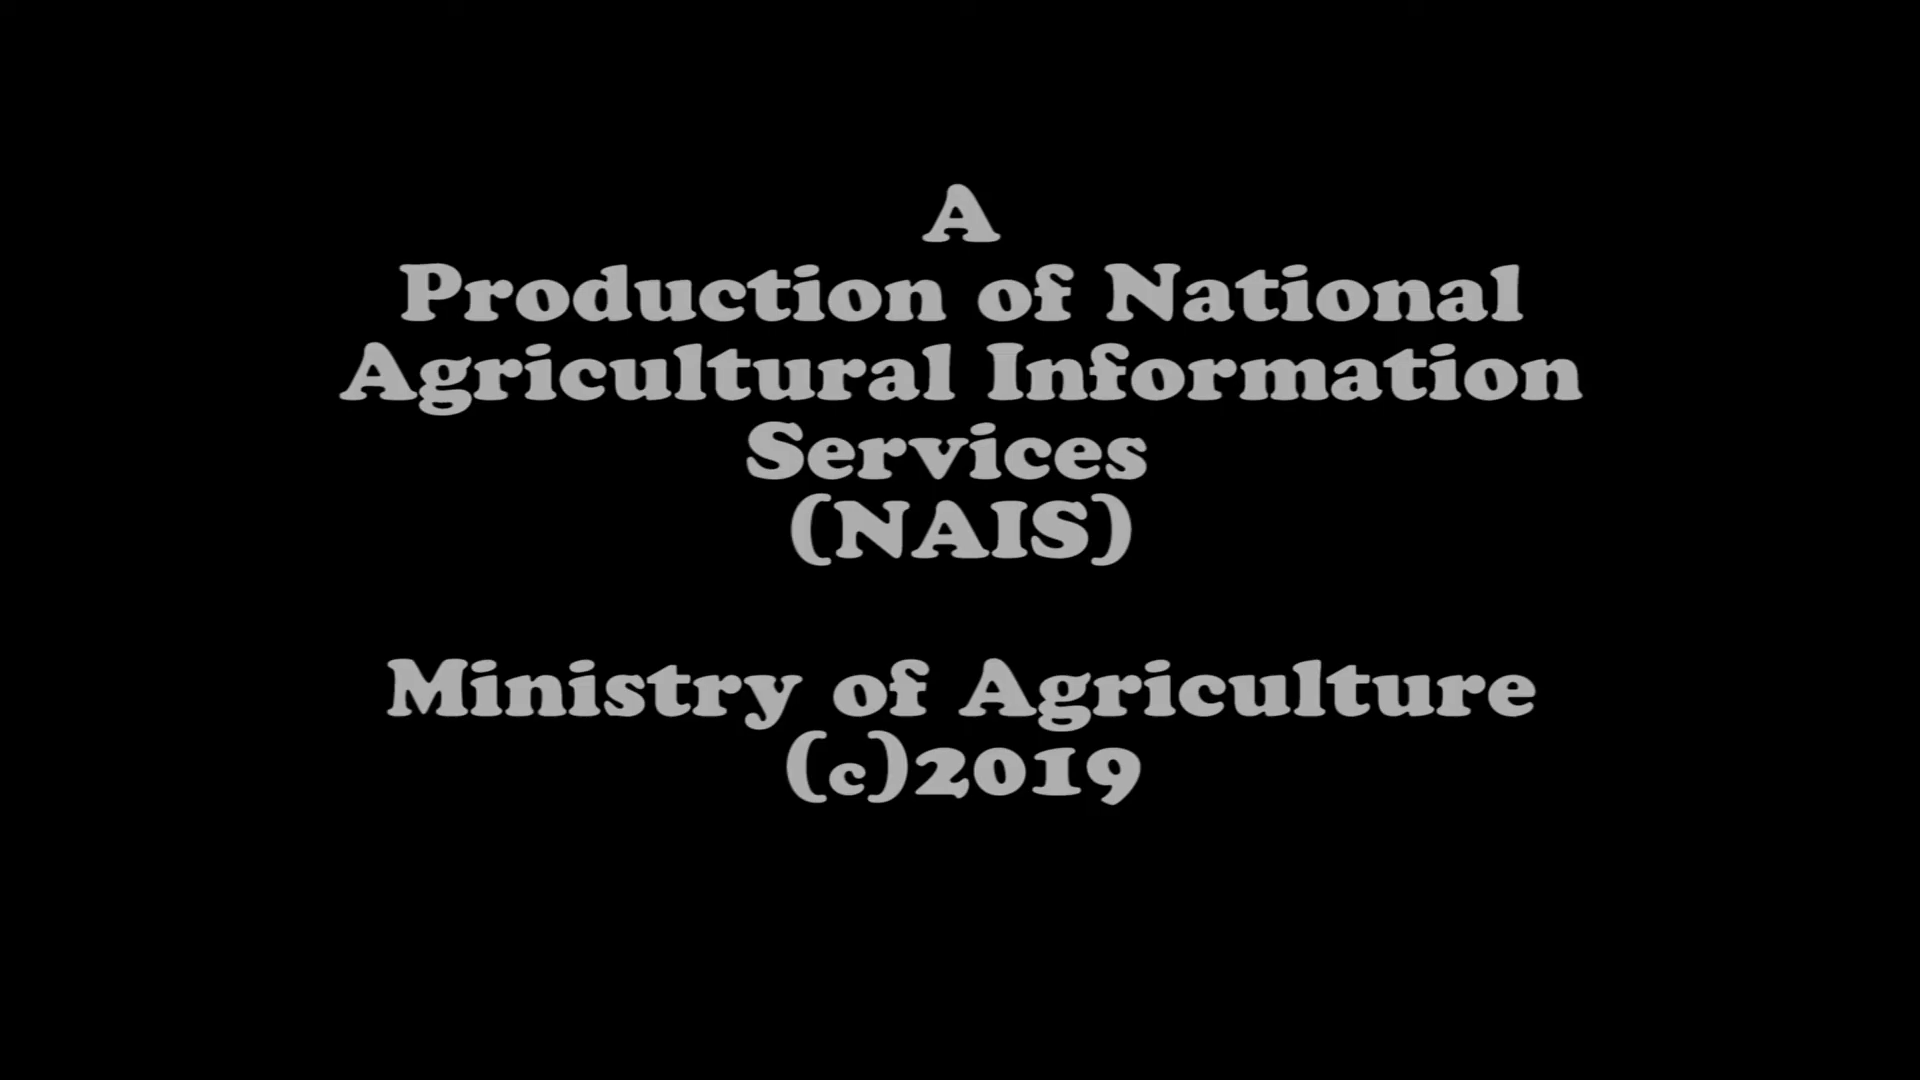 A
Production of National
Agricultural Information
Services
(NAIS)
Ministry of Agriculture
(c)2019